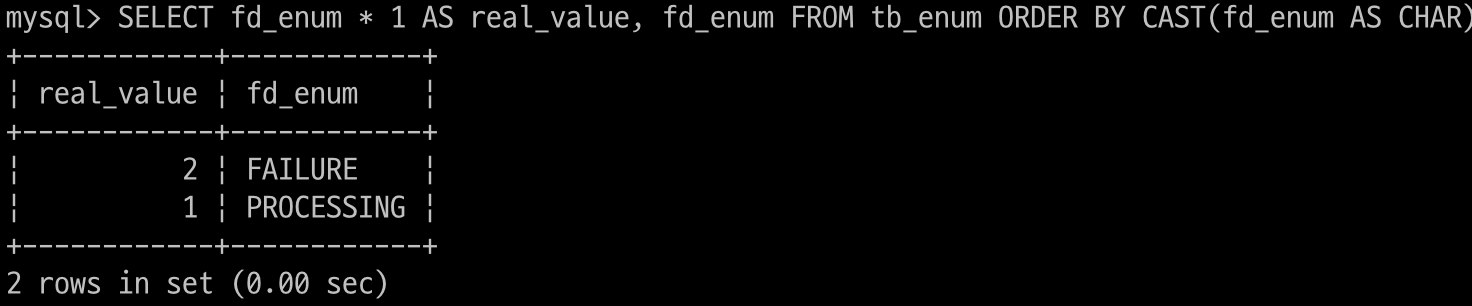 mysql> SELECT fd_enum * 1 AS real_value, fd_enum FROM tb_enum ORDER BY CAST(fd_enum AS CHAR)
+------------+------------+
¦ real_value ¦ fd_enum    ¦
+------------+------------+
¦          2 ¦ FAILURE    ¦
¦          1 ¦ PROCESSING ¦
+------------+------------+
2 rows in set (0.00 sec)